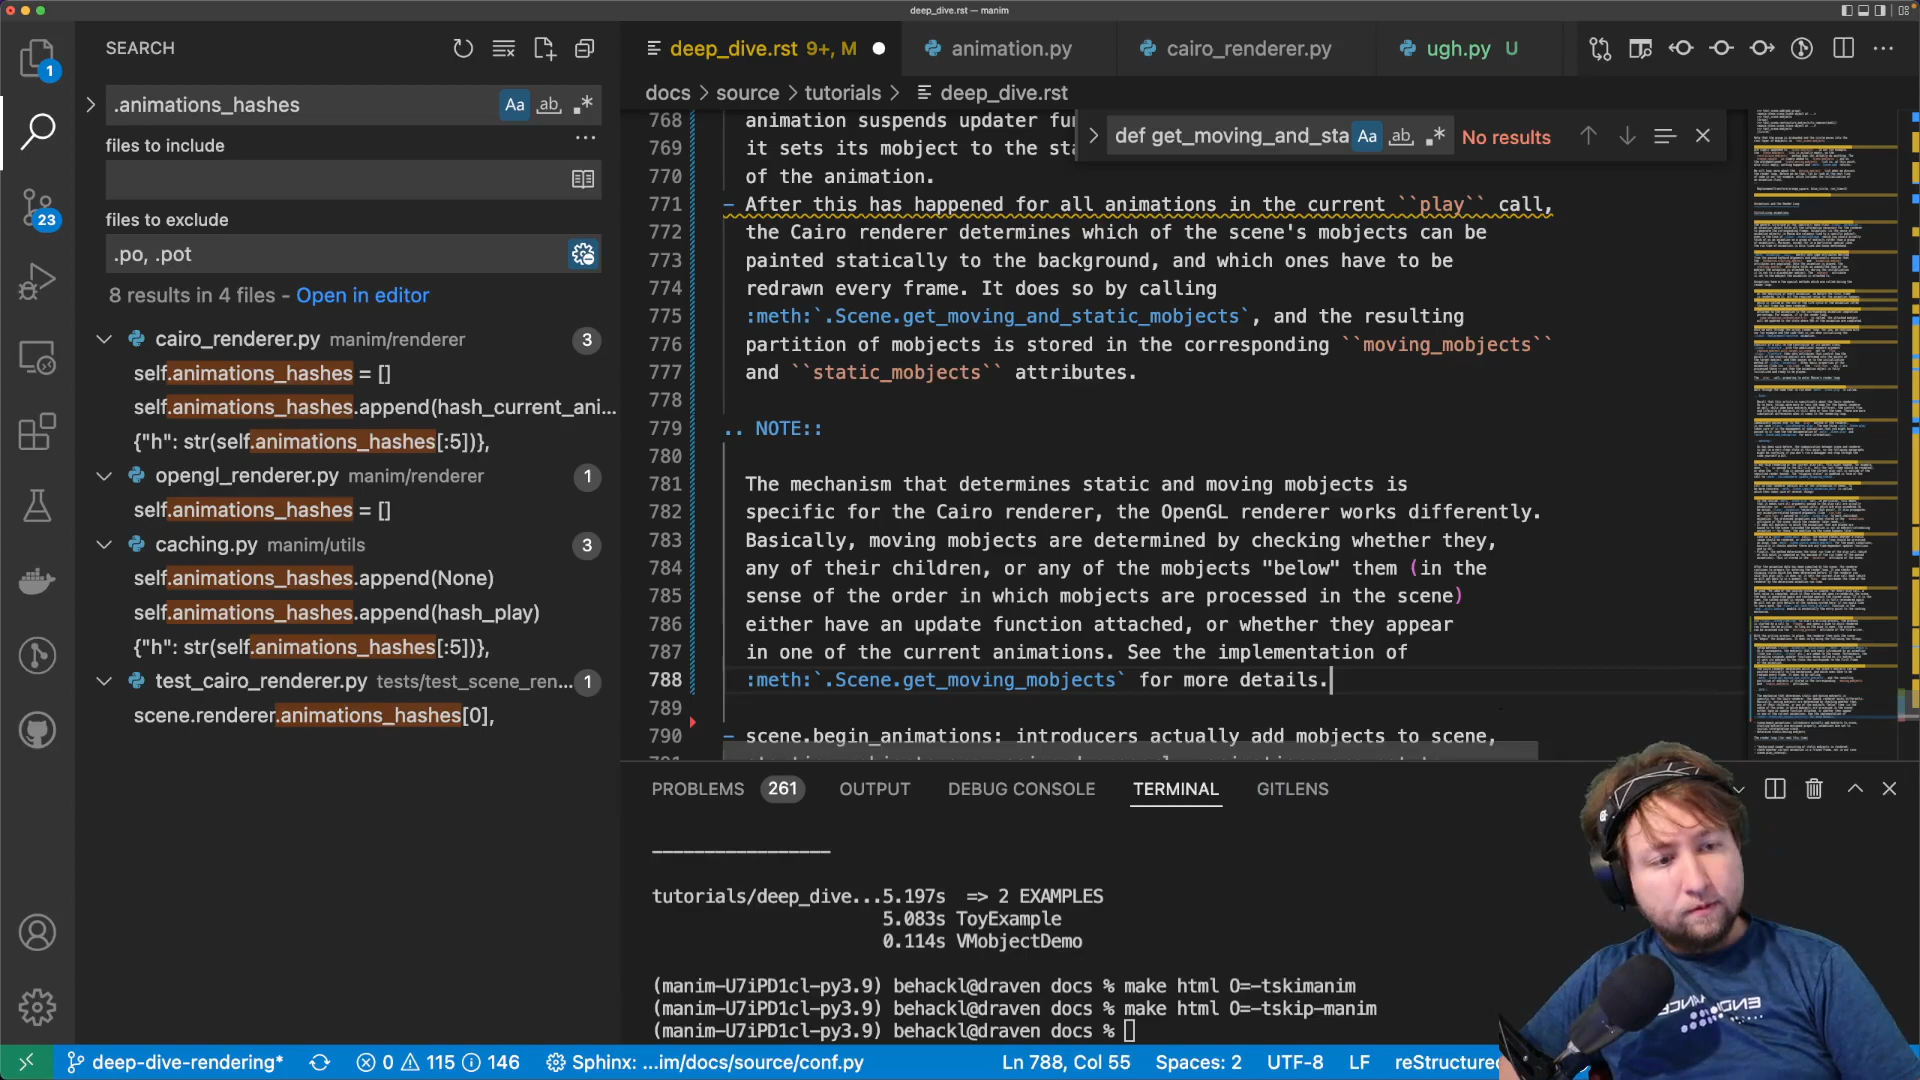 deep_dive.rst — manim
SEARCH
deep_dive.rst 9+, M
animation.py
cairo_renderer.py
ugh.py U
1
.animations_hashes
Aa
ab
docs > source > tutorials > deep_dive.rst
files to include
files to exclude
.po, .pot
8 results in 4 files - Open in editor
23
cairo_renderer.py manim/renderer 3
self.animations_hashes = []
self.animations_hashes.append(hash_current_ani...
{"h": str(self.animations_hashes[:5])},
opengl_renderer.py manim/renderer 1
self.animations_hashes = []
caching.py manim/utils 3
self.animations_hashes.append(None)
self.animations_hashes.append(hash_play)
{"h": str(self.animations_hashes[:5])},
test_cairo_renderer.py tests/test_scene_ren... 1
scene.renderer.animations_hashes[0],
def get_moving_and_sta Aa ab No results
768 animation suspends updater fu
769 it sets its mobject to the sta
770 of the animation.
771 - After this has happened for all animations in the current ``play`` call,
772 the Cairo renderer determines which of the scene's mobjects can be
773 painted statically to the background, and which ones have to be
774 redrawn every frame. It does so by calling
775 :meth:`.Scene.get_moving_and_static_mobjects`, and the resulting
776 partition of mobjects is stored in the corresponding ``moving_mobjects``
777 and ``static_mobjects`` attributes.
778
779 .. NOTE::
780
781 The mechanism that determines static and moving mobjects is
782 specific for the Cairo renderer, the OpenGL renderer works differently.
783 Basically, moving mobjects are determined by checking whether they,
784 any of their children, or any of the mobjects "below" them (in the
785 sense of the order in which mobjects are processed in the scene)
786 either have an update function attached, or whether they appear
787 in one of the current animations. See the implementation of
788 :meth:`.Scene.get_moving_mobjects` for more details.
789
790 - scene.begin_animations: introducers actually add mobjects to scene,
PROBLEMS 261 OUTPUT DEBUG CONSOLE TERMINAL GITLENS
tutorials/deep_dive...5.197s => 2 EXAMPLES
5.083s ToyExample
0.114s VMobjectDemo
(manim-U7iPD1cl-py3.9) behackl@draven docs % make html O=-tskimanim
(manim-U7iPD1cl-py3.9) behackl@draven docs % make html O=-tskip-manim
(manim-U7iPD1cl-py3.9) behackl@draven docs %
deep-dive-rendering* 0 115 146 Sphinx: ...im/docs/source/conf.py Ln 788, Col 55 Spaces: 2 UTF-8 LF reStructure